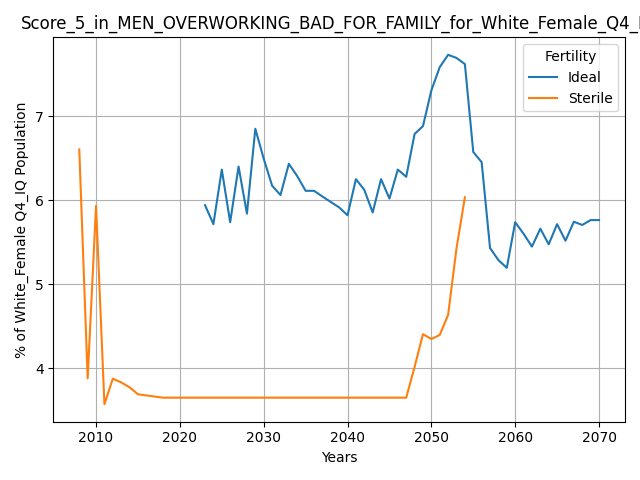 Score_5_in_MEN_OVERWORKING_BAD_FOR_FAMILY_for_White_Female_Q4_I
Fertility
Ideal
Sterile
% of White_Female Q4_IQ Population
7
6
5
4
2010 2020 2030 2040 2050 2060 2070
Years